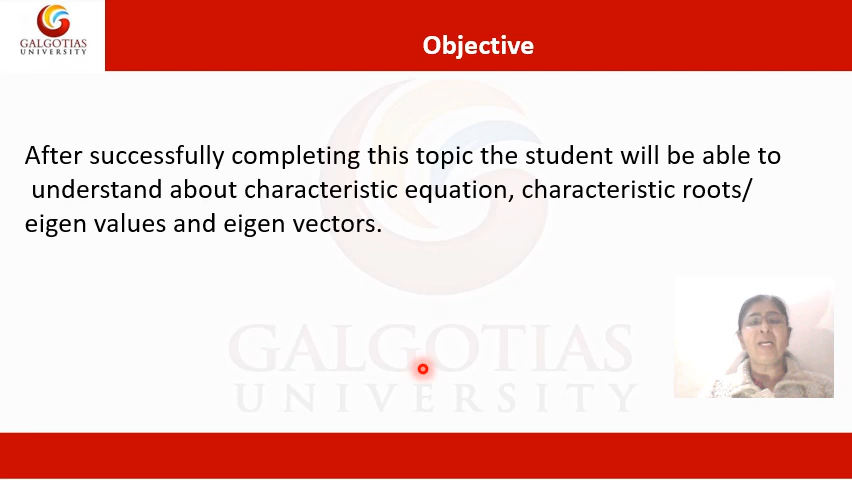 GALGOTIAS
UNIVERSITY
Objective
After successfully completing this topic the student will be able to
understand about characteristic equation, characteristic roots/
eigen values and eigen vectors.
GALGOTIAS
UNIVERSITY